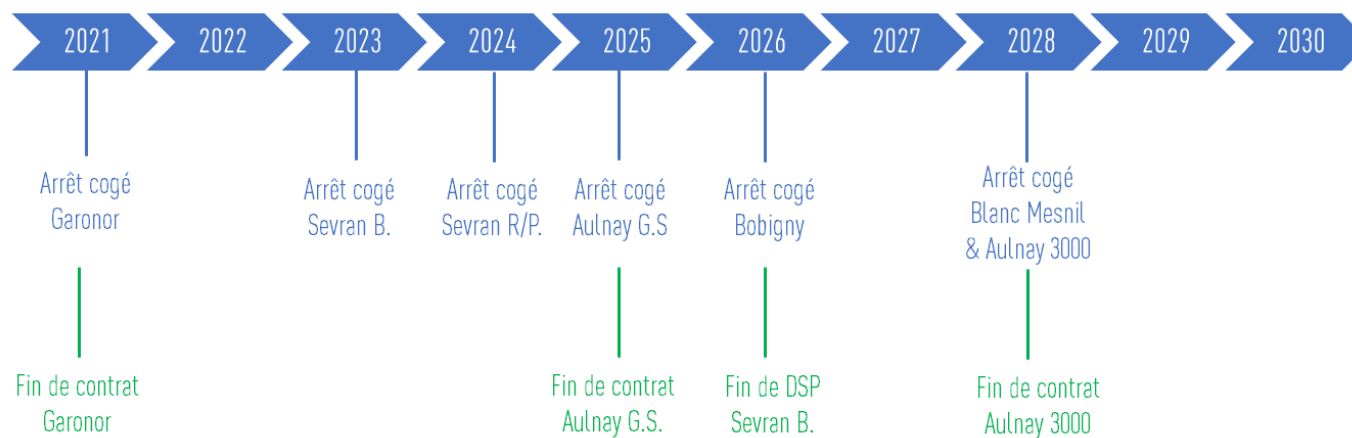 2021
2022
2023
2024
2025
2026
2027
2028
2029
2030
Arrêt cogé
Garonor
Arrêt cogé
Sevran B.
Arrêt cogé
Sevran R/P.
Arrêt cogé
Aulnay G.S
Arrêt cogé
Bobigny
Arrêt cogé
Blanc Mesnil
& Aulnay 3000
Fin de contrat
Garonor
Fin de contrat
Aulnay G.S.
Fin de DSP
Sevran B.
Fin de contrat
Aulnay 3000